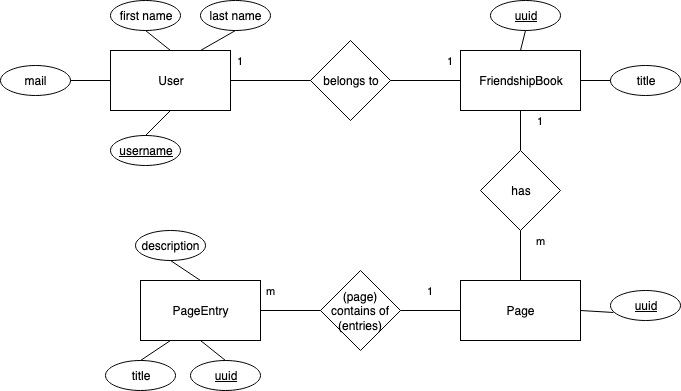 first name
last name
uuid
1
1
mail
User
belongs to
FriendshipBook
title
1
username
has
m
description
m
(page)
contains of
(entries)
1
PageEntry
Page
uuid
title
uuid